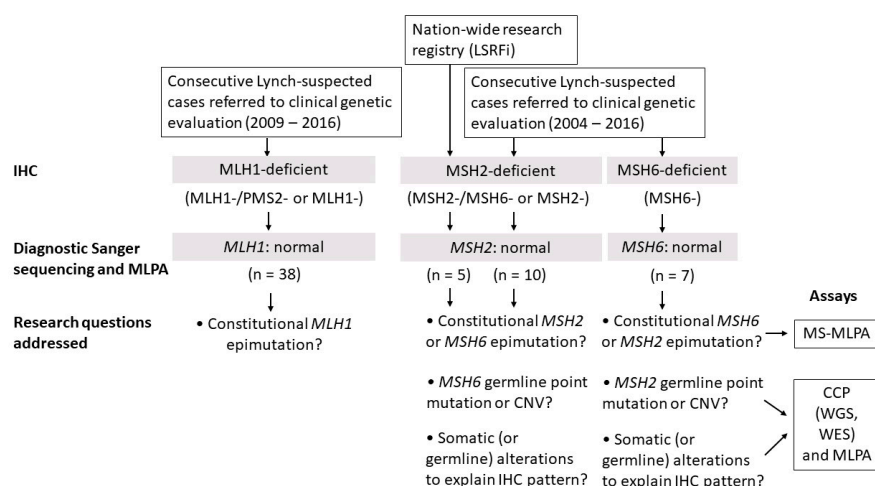 Nation-wide research
registry (LSRFi)
Consecutive Lynch-suspected
cases referred to clinical genetic
evaluation (2009 – 2016)
Consecutive Lynch-suspected
cases referred to clinical genetic
evaluation (2004 – 2016)
IHC
MLH1-deficient
MSH2-deficient
MSH6-deficient
(MLH1-/PMS2- or MLH1-)
(MSH2-/MSH6- or MSH2-)
(MSH6-)
Diagnostic Sanger
sequencing and MLPA
MLH1: normal
MSH2: normal
MSH6: normal
(n = 38)
(n = 5)
(n = 10)
(n = 7)
Assays
Research questions
addressed
• Constitutional MLH1
epimutation?
• Constitutional MSH2
or MSH6 epimutation?
• Constitutional MSH6
or MSH2 epimutation?
MS-MLPA
• MSH6 germline point
mutation or CNV?
• MSH2 germline point
mutation or CNV?
CCP
(WGS,
WES)
and MLPA
• Somatic (or
germline) alterations
to explain IHC pattern?
• Somatic (or
germline) alterations
to explain IHC pattern?